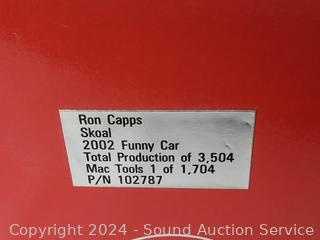 Ron Capps
Skoal
2002 Funny Car
Total Production of 3,504
Mac Tools 1 of 1,704
P/N 102787
Copyright © 2024 - Sound Auction Service